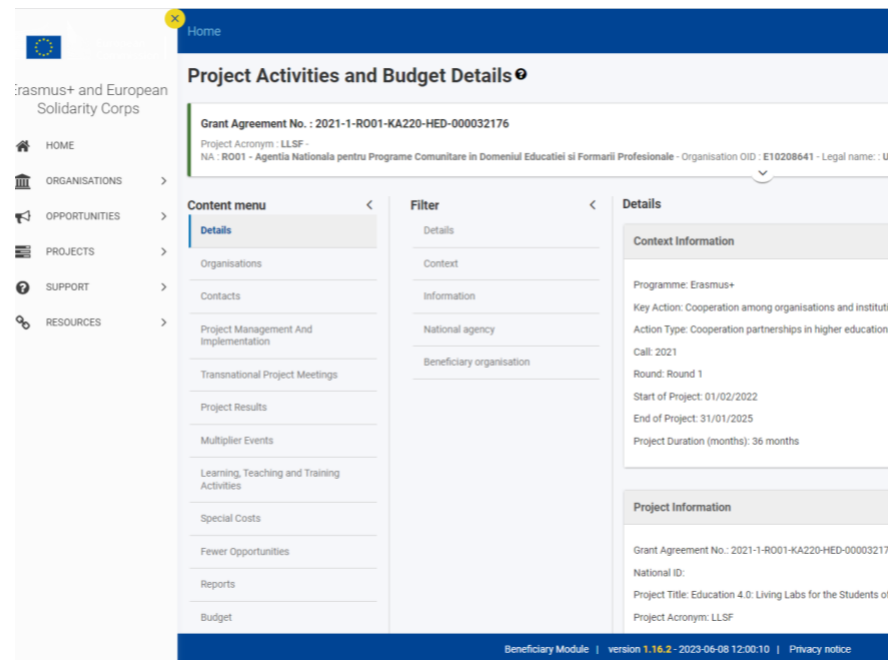 Home
Erasmus+ and European
Solidarity Corps
HOME
ORGANISATIONS
OPPORTUNITIES
PROJECTS
SUPPORT
RESOURCES
Project Activities and Budget Details
Grant Agreement No. : 2021-1-RO01-KA220-HED-000032176
Project Acronym : LLSF -
NA : RO01 - Agentia Nationala pentru Programe Comunitare in Domeniul Educatiei si Formarii Profesionale - Organisation OID : E10208641 - Legal name: : U
Content menu
Details
Organisations
Contacts
Project Management And
Implementation
Transnational Project Meetings
Project Results
Multiplier Events
Learning, Teaching and Training
Activities
Special Costs
Fewer Opportunities
Reports
Budget
Filter
Details
Context
Information
National agency
Beneficiary organisation
Details
Context Information
Programme: Erasmus+
Key Action: Cooperation among organisations and instituti
Action Type: Cooperation partnerships in higher education
Call: 2021
Round: Round 1
Start of Project: 01/02/2022
End of Project: 31/01/2025
Project Duration (months): 36 months
Project Information
Grant Agreement No.: 2021-1-RO01-KA220-HED-00003217
National ID:
Project Title: Education 4.0: Living Labs for the Students of
Project Acronym: LLSF
Beneficiary Module | version 1.16.2 - 2023-06-08 12:00:10 | Privacy notice